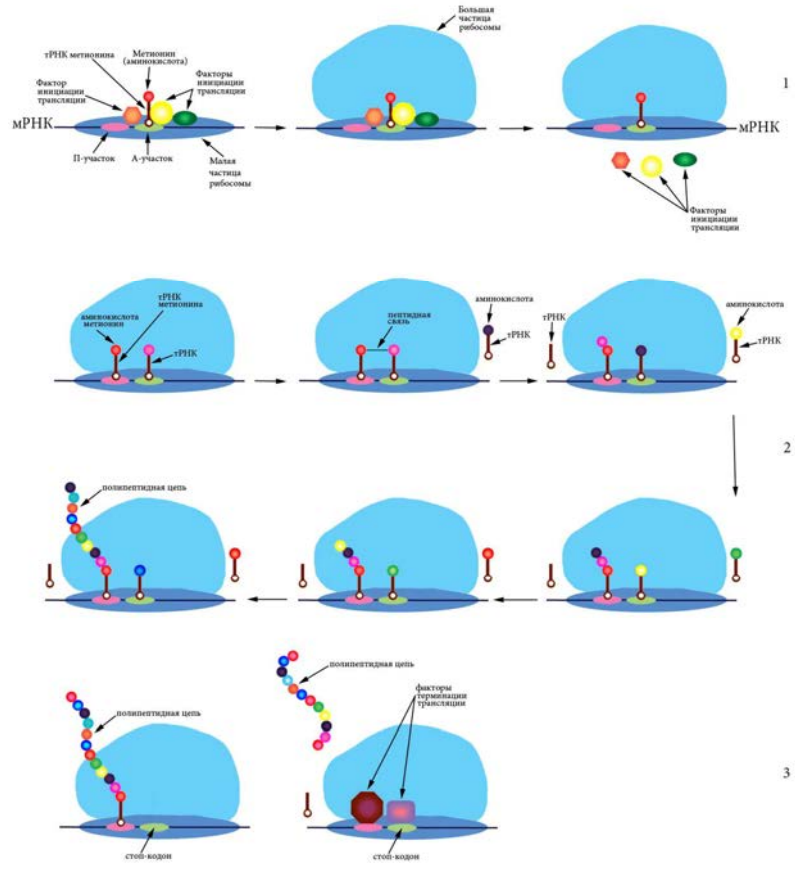 Большая
частица
рибосомы
тРНК метионина
Метионин
(аминокислота)
Фактор
инициации
трансляции
Факторы
инициации
трансляции
1
мРНК
мРНК
П-участок
А-участок
Малая
частица
рибосомы
Факторы
инициации
трансляции
тРНК
метионина
аминокислота
метионин
тРНК
пептидная
связь
аминокислота
тРНК
тРНК
аминокислота
тРНК
2
полипептидная цепь
полипептидная цепь
стоп-кодон
полипептидная цепь
факторы
терминации
трансляции
стоп-кодон
3